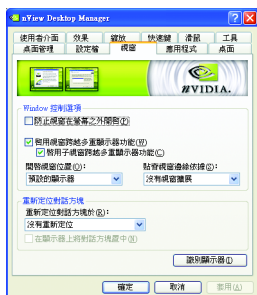 nView Desktop Manager
使用者介面 效果 縮放 快速鍵 滑鼠 工具
桌面管理 設定檔 視窗 應用程式 桌面
NVIDIA.
Window 控制選項
防止視窗在螢幕之外開啓(P)
啓用視窗跨越多重顯示器功能(W)
啓用子視窗跨越多重顯示器功能(C)
開啓視窗位置(O): 貼齊視窗邊緣依據(S):
預設的顯示器 沒有視窗擴展
重新定位對話方塊
重新定位對話方塊於(R):
沒有重新定位
在顯示器上將對話方塊置中(N)
識別顯示器(I)
確定 取消 套用(A)